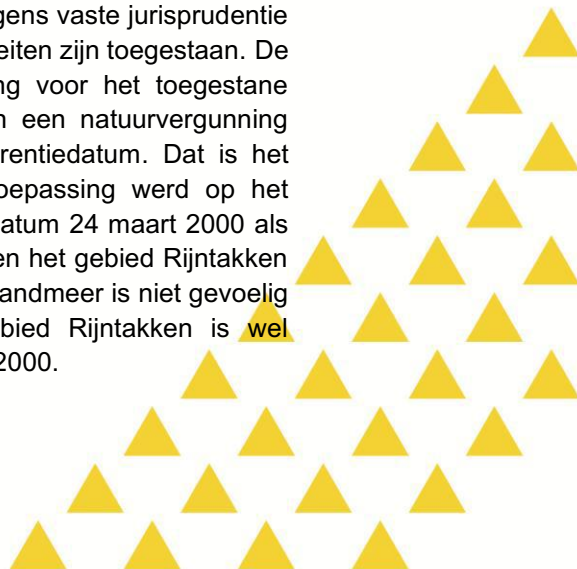 gens vaste jurisprudentie
eiten zijn toegestaan. De
ng voor het toegestane
n een natuurvergunning
rentiedatum. Dat is het
oepassing werd op het
atum 24 maart 2000 als
en het gebied Rijntakken
andmeer is niet gevoelig
bied Rijntakken is wel
2000.